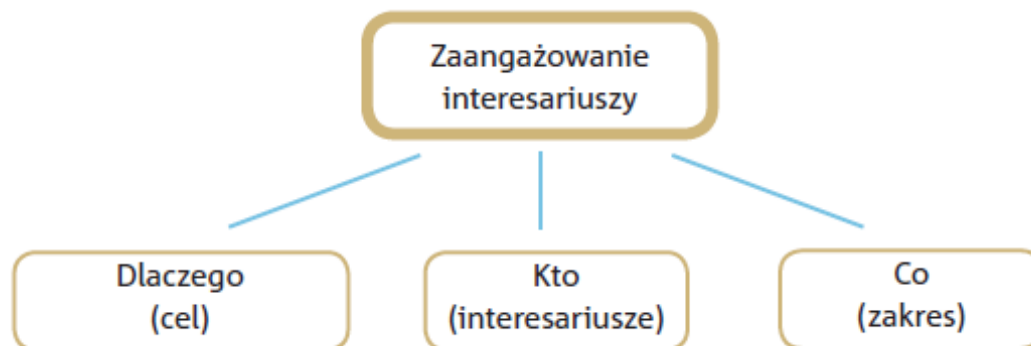 Zaangażowanie
interesariuszy
Dlaczego
(cel)
Kto
(interesariusze)
Co
(zakres)